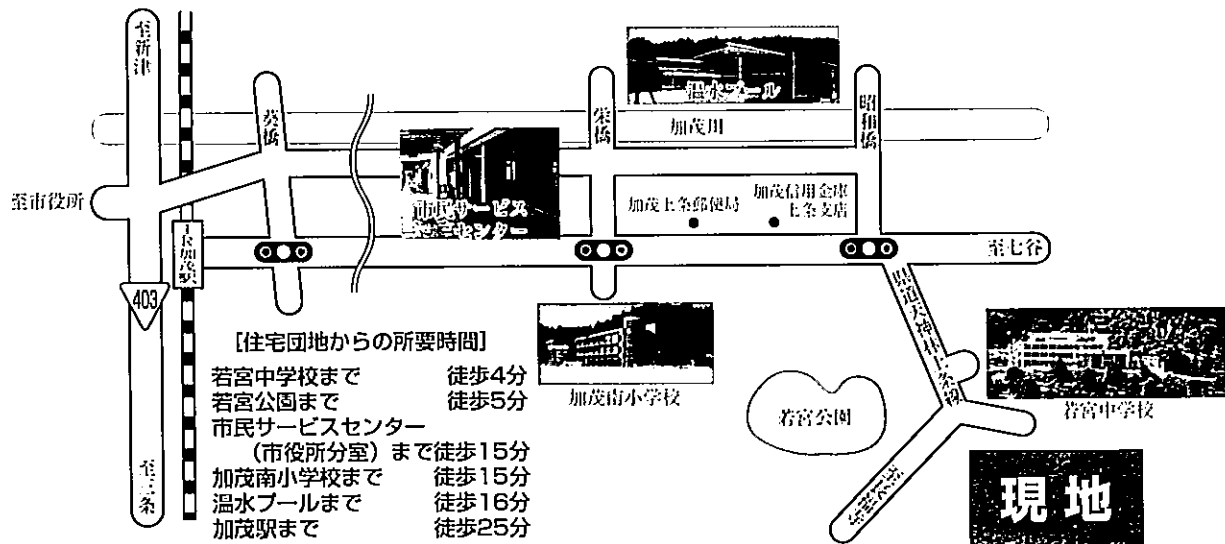 至新津
葵橋
栄橋
温水プール
昭和橋
加茂川
至市役所
市民サービス
センター
加茂上条郵便局
加茂信用金庫
上条支店
JR加茂駅
至七谷
403
[住宅団地からの所要時間]
若宮中学校まで 徒歩4分
若宮公園まで 徒歩5分
市民サービスセンター
(市役所分室)まで徒歩15分
加茂南小学校まで 徒歩15分
温水プールまで 徒歩16分
加茂駅まで 徒歩25分
至三条
加茂南小学校
若宮公園
若宮中学校
現地